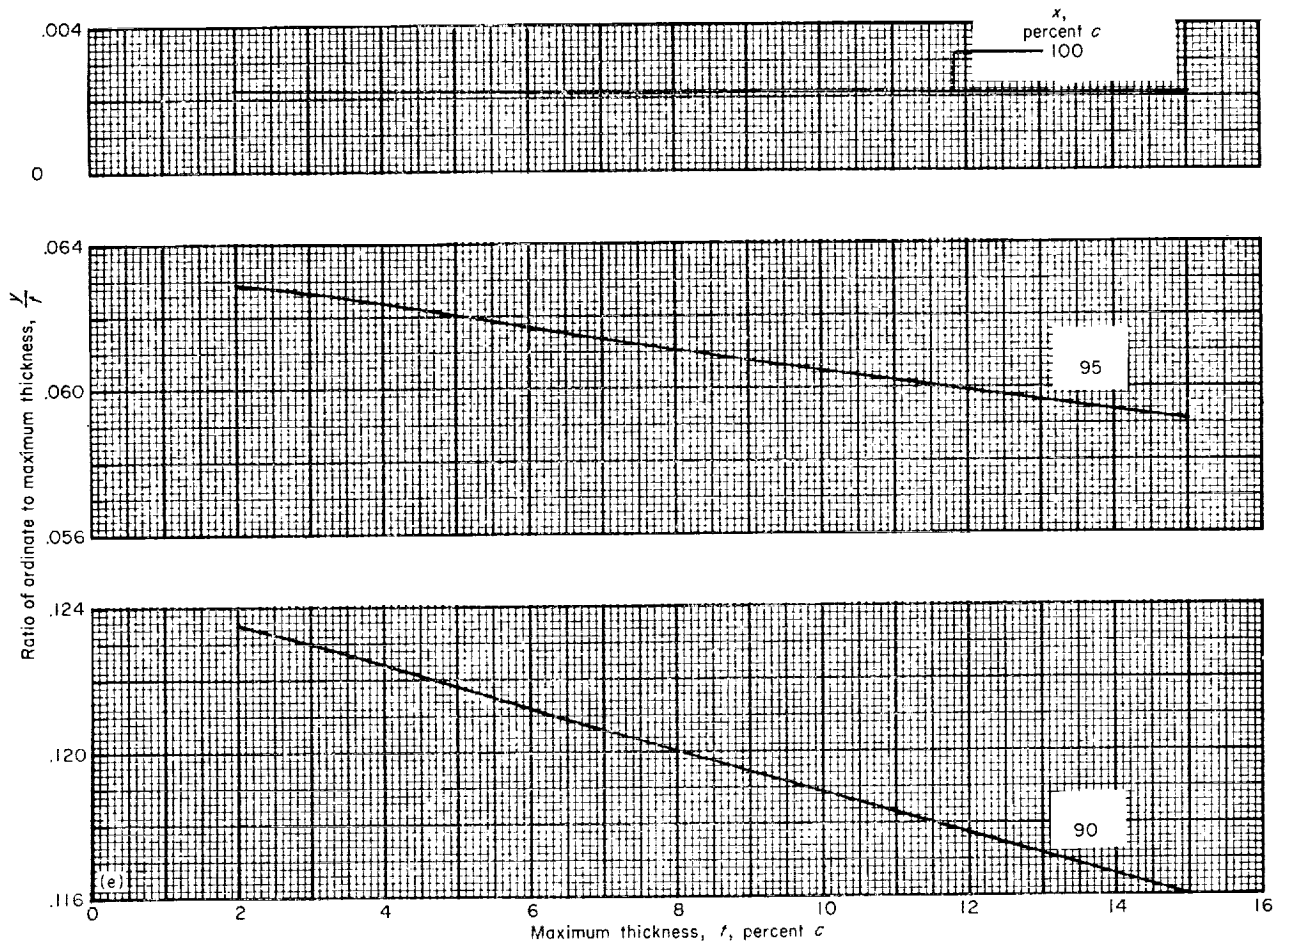 x,
percent c
100
.004
0
.064
95
.060
.056
Ratio of ordinate to maximum thickness, y/t
.124
.120
90
.116
(e)
0 2 4 6 8 10 12 14 16
Maximum thickness, t, percent c